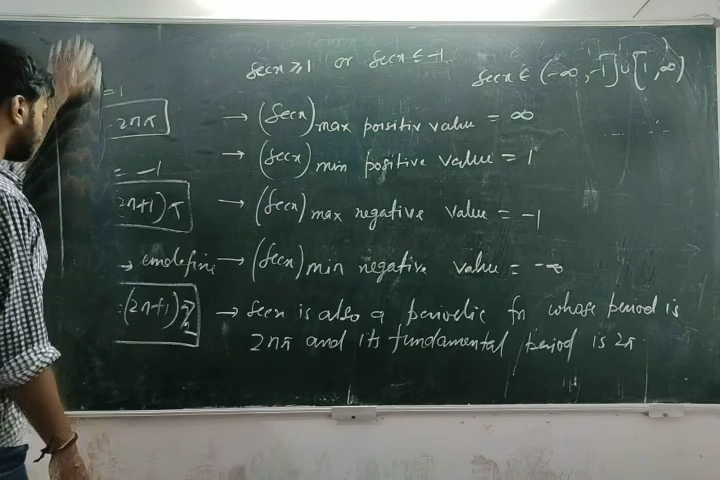 secx ≥ 1 or secx ≤ -1 secx ∈ (-∞, -1] ∪ [1, ∞)
= 1
2nπ → (secx) max porsitiv value = ∞
= -1 → (secx) min positive value = 1
2n+1)π → (secx) max negative value = -1
→ undefine → (secx) min negative value = -∞
=(2n+1)π/2 → secx is also a periodic fn whose period is
2nπ and its fundamental period is 2π